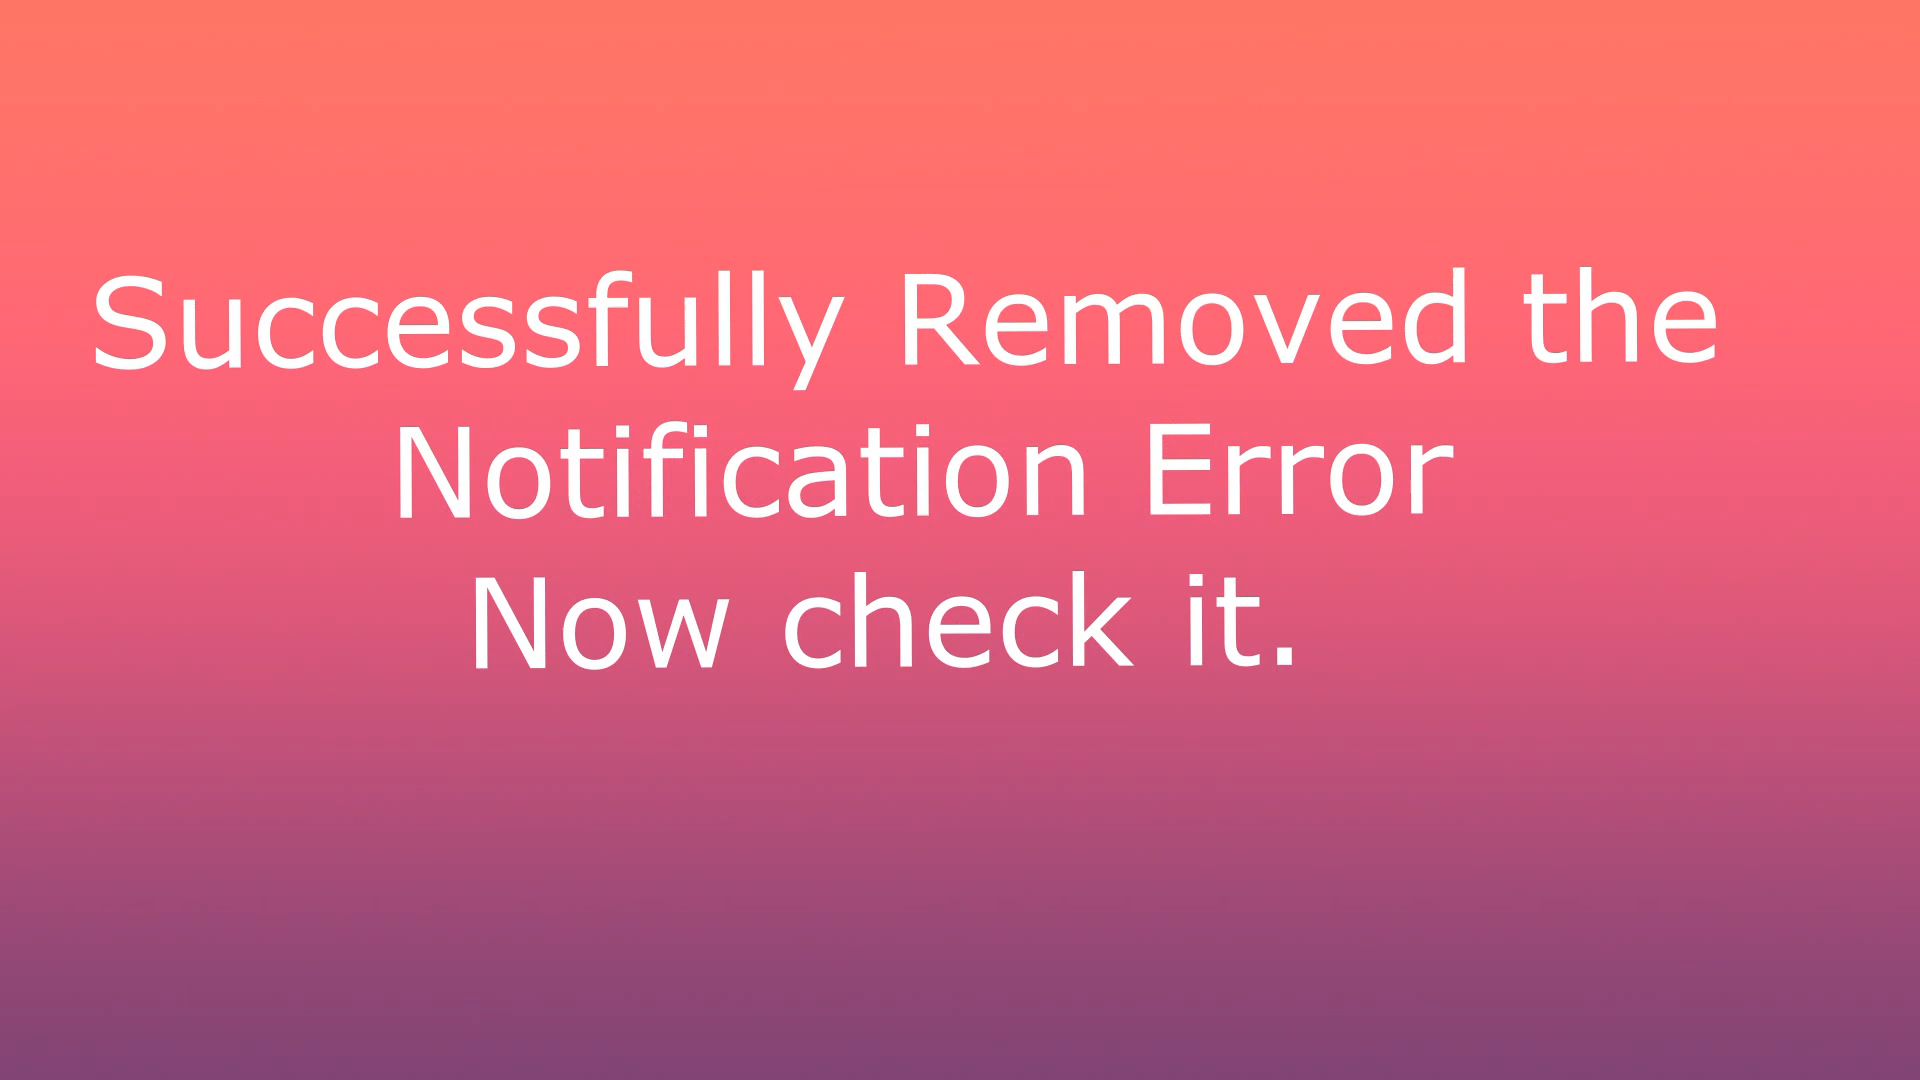 Successfully Removed the
Notification Error
Now check it.